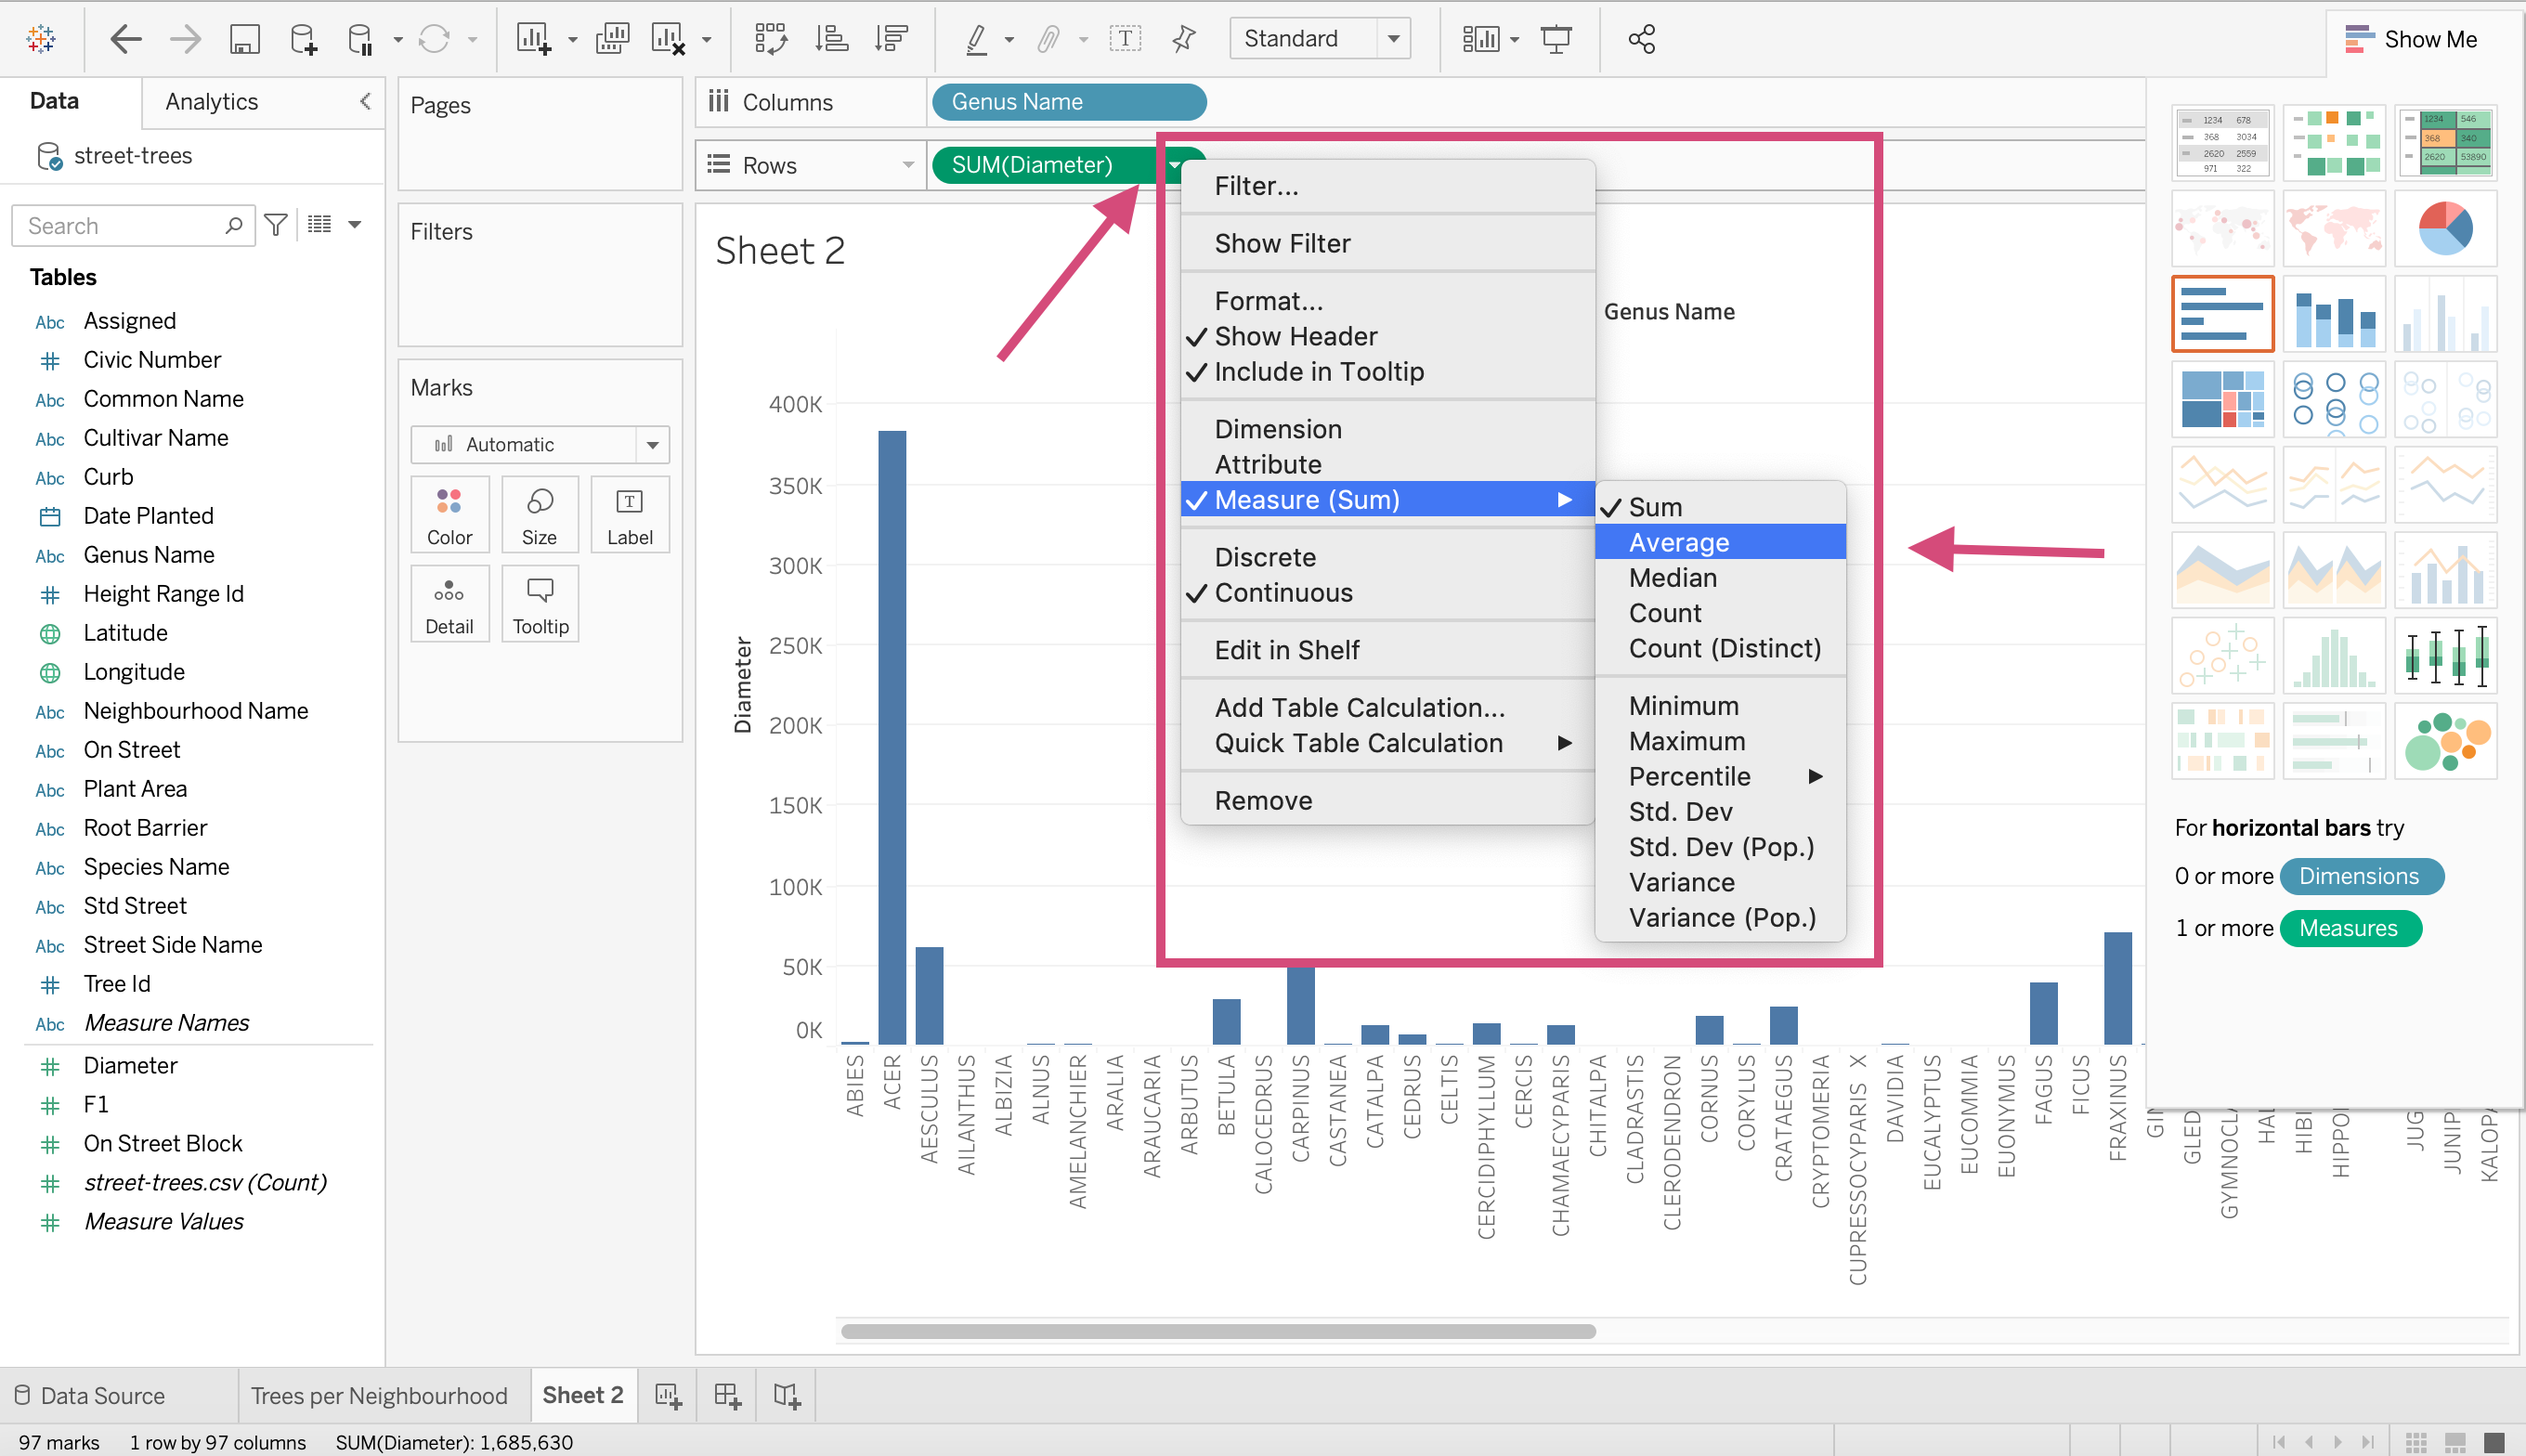 Standard
Show Me
Data
Analytics
street-trees
Search
Tables
Abc Assigned
Civic Number
Abc Common Name
Abc Cultivar Name
Abc Curb
Date Planted
Abc Genus Name
Height Range Id
Latitude
Longitude
Abc Neighbourhood Name
Abc On Street
Abc Plant Area
Abc Root Barrier
Abc Species Name
Abc Std Street
Abc Street Side Name
Tree Id
Abc Measure Names
Diameter
F1
On Street Block
street-trees.csv (Count)
Measure Values
Pages
Filters
Marks
Automatic
Color
Size
T
Label
Detail
Tooltip
Columns
Genus Name
Rows
SUM(Diameter)
Sheet 2
Genus Name
Filter...
Show Filter
Format...
Show Header
Include in Tooltip
Dimension
Attribute
Measure (Sum)
Discrete
Continuous
Edit in Shelf
Add Table Calculation...
Quick Table Calculation
Remove
Sum
Average
Median
Count
Count (Distinct)
Minimum
Maximum
Percentile
Std. Dev
Std. Dev (Pop.)
Variance
Variance (Pop.)
Diameter
400K
350K
300K
250K
200K
150K
100K
50K
0K
ABIES
ACER
AESCULUS
AILANTHUS
ALBIZIA
ALNUS
AMELANCHIER
ARALIA
ARAUCARIA
ARBUTUS
BETULA
CALOCEDRUS
CARPINUS
CASTANEA
CATALPA
CEDRUS
CELTIS
CERCIDIPHYLLUM
CERCIS
CHAMAECYPARIS
CHITALPA
CLADRASTIS
CLERODENDRON
CORNUS
CORYLUS
CRATAEGUS
CRYPTOMERIA
CUPRESSOCYPARIS X
DAVIDIA
EUCALYPTUS
EUCOMMIA
EUONYMUS
FAGUS
FICUS
FRAXINUS
GIN
GLED
GYMNOCLA
HAL
HIBI
HIPPO
JUG
JUNIP
KALOPA
1234 678
368 3034
2620 2559
971 322
1234 546
368 340
2620 53890
For horizontal bars try
0 or more Dimensions
1 or more Measures
Data Source
Trees per Neighbourhood
Sheet 2
97 marks
1 row by 97 columns
SUM(Diameter): 1,685,630